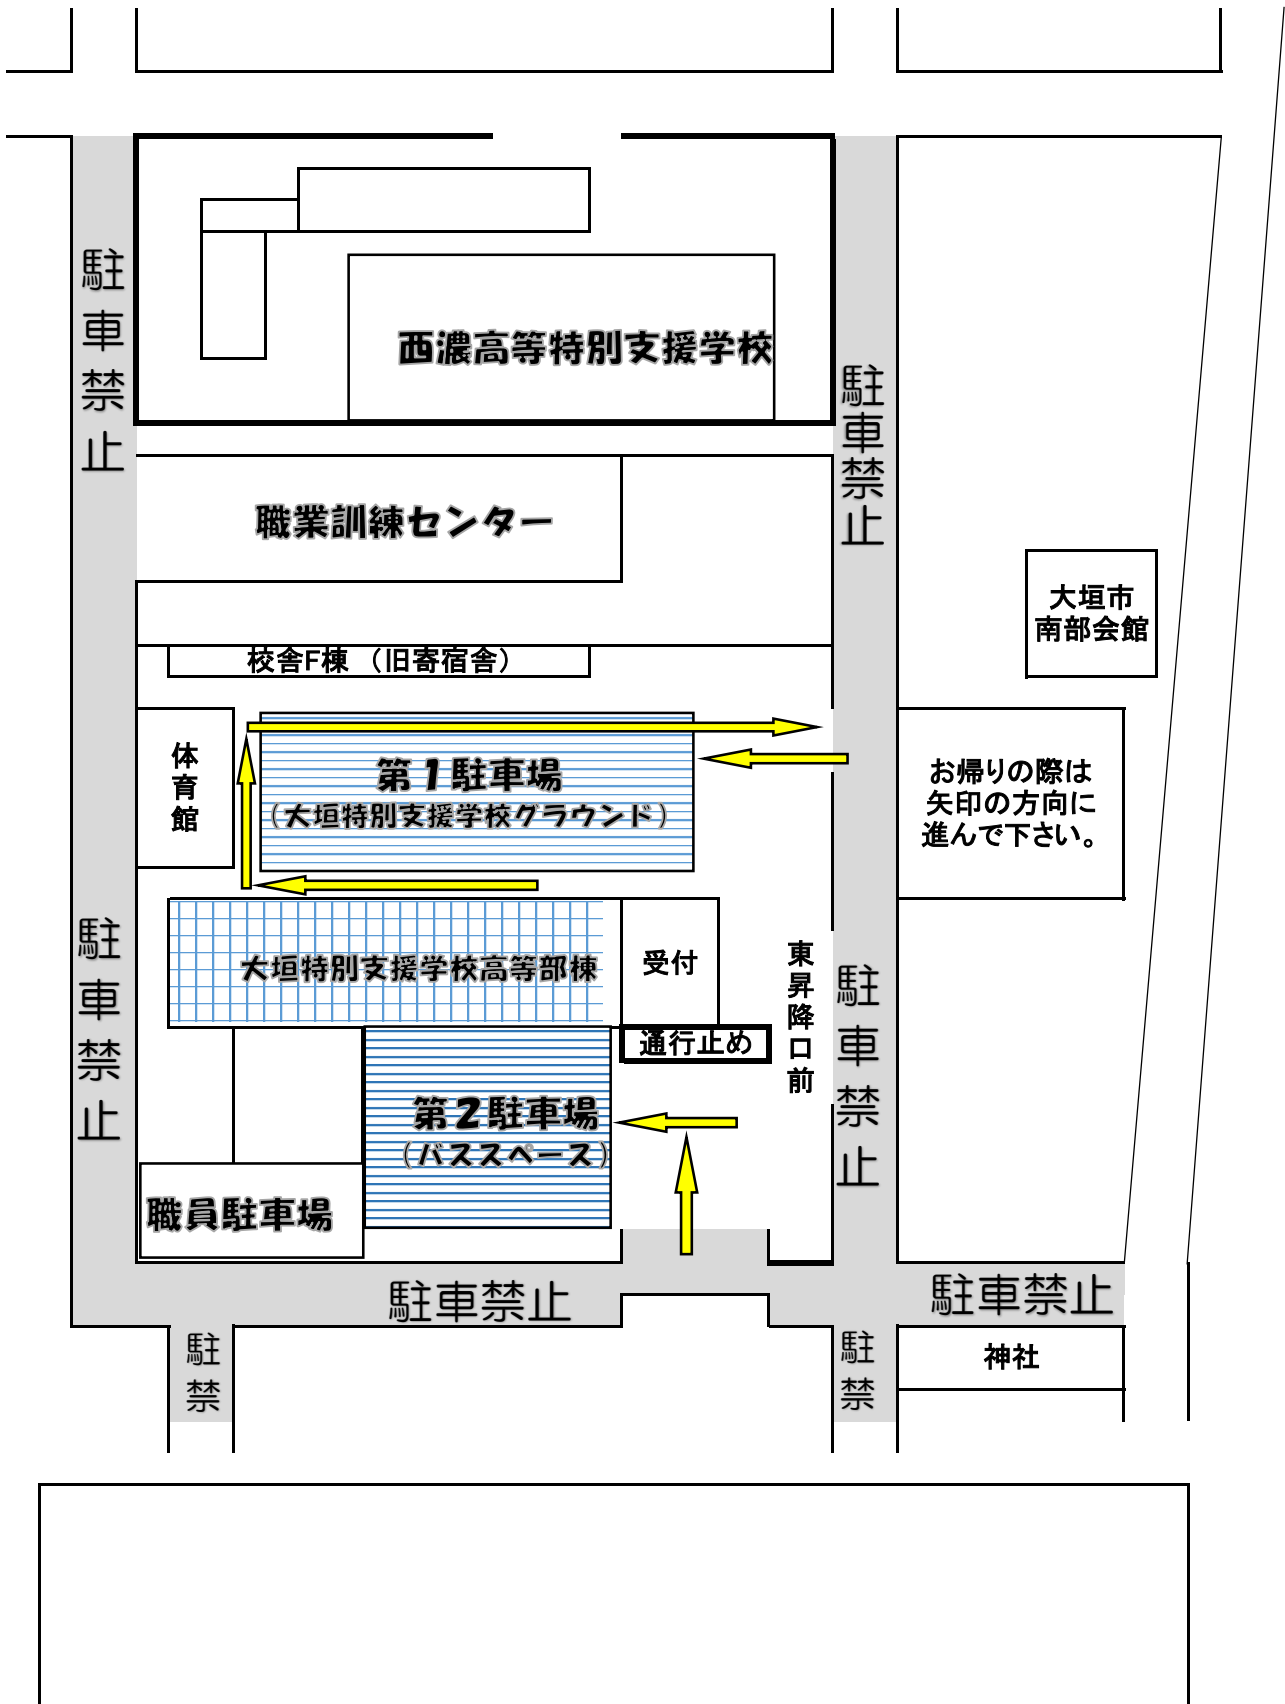 駐車禁止
西濃高等特別支援学校
駐車禁止
職業訓練センター
大垣市
南部会館
校舎F棟（旧寄宿舎）
体育館
第1駐車場
（大垣特別支援学校グラウンド）
お帰りの際は
矢印の方向に
進んで下さい。
大垣特別支援学校高等部棟
受付
東昇降口前
通行止め
駐車禁止
駐車禁止
第2駐車場
（バススペース）
職員駐車場
駐車禁止
駐車禁止
駐禁
駐禁
神社